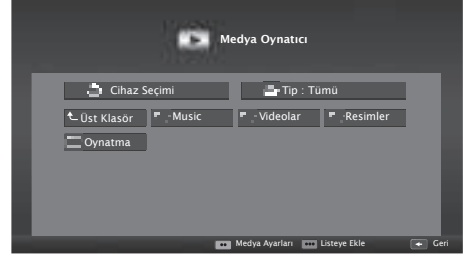 Medya Oynatıcı
Cihaz Seçimi
Tip : Tümü
Üst Klasör
-Music
-Videolar
-Resimler
Oynatma
Medya Ayarları
Listeye Ekle
Geri